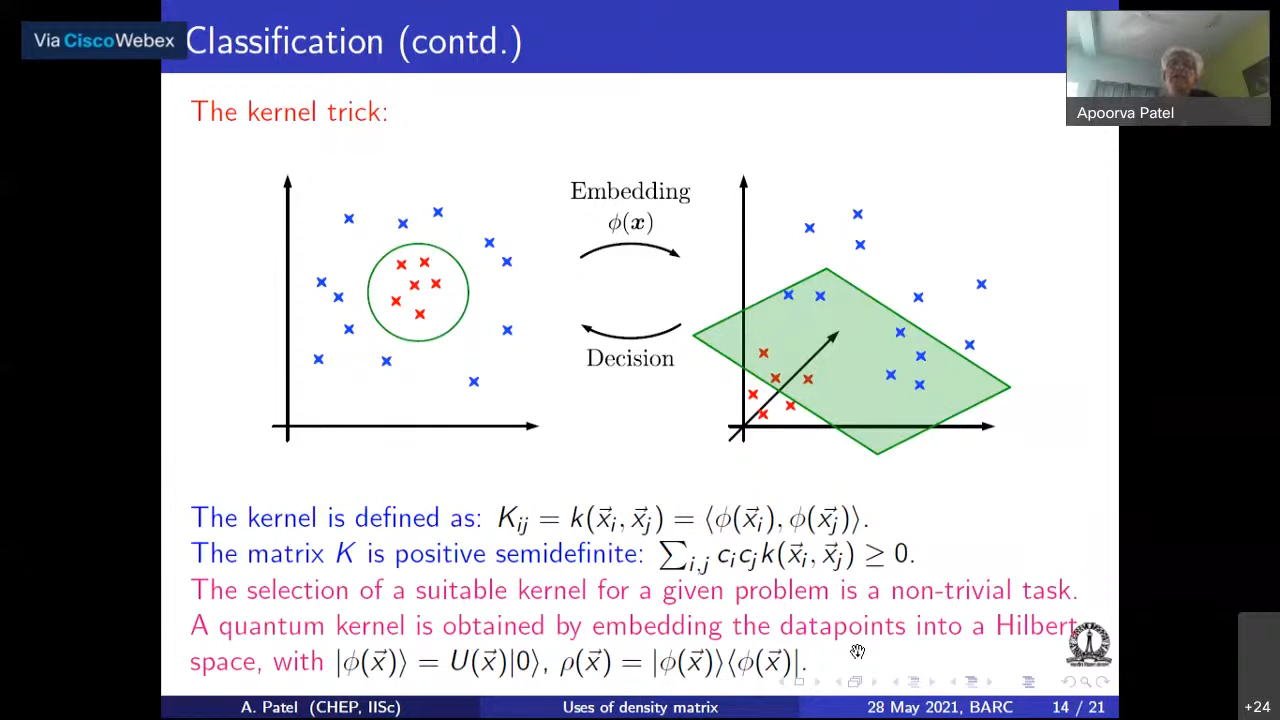 Via Cisco Webex
Classification (contd.)
Apoorva Patel
The kernel trick:
Embedding
ϕ(x)
Decision
The kernel is defined as: K_ij = k(x⃗_i, x⃗_j) = ⟨ϕ(x⃗_i), ϕ(x⃗_j)⟩.
The matrix K is positive semidefinite: ∑_i,j c_i c_j k(x⃗_i, x⃗_j) ≥ 0.
The selection of a suitable kernel for a given problem is a non-trivial task.
A quantum kernel is obtained by embedding the datapoints into a Hilbert
space, with |ϕ(x⃗)⟩ = U(x⃗)|0⟩, ρ(x⃗) = |ϕ(x⃗)⟩⟨ϕ(x⃗)|.
A. Patel (CHEP, IISc) Uses of density matrix 28 May 2021, BARC 14 / 21
+24